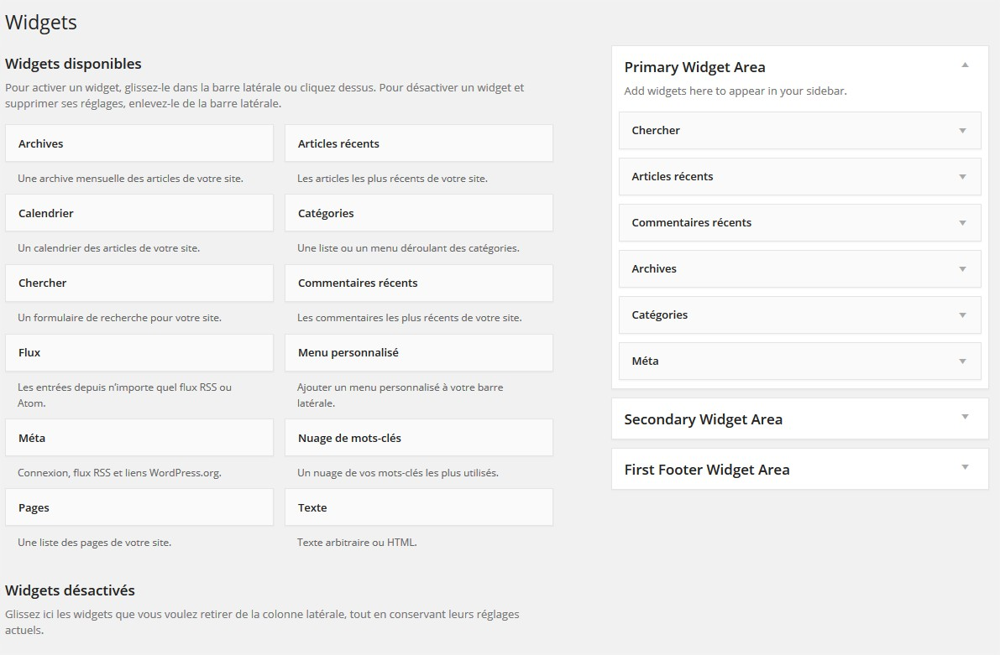 Widgets
Widgets disponibles
Pour activer un widget, glissez-le dans la barre latérale ou cliquez dessus. Pour désactiver un widget et
supprimer ses réglages, enlevez-le de la barre latérale.
Archives
Une archive mensuelle des articles de votre site.
Articles récents
Les articles les plus récents de votre site.
Calendrier
Un calendrier des articles de votre site.
Catégories
Une liste ou un menu déroulant des catégories.
Chercher
Un formulaire de recherche pour votre site.
Commentaires récents
Les commentaires les plus récents de votre site.
Flux
Les entrées depuis n’importe quel flux RSS ou
Atom.
Menu personnalisé
Ajouter un menu personnalisé à votre barre
latérale.
Méta
Connexion, flux RSS et liens WordPress.org.
Nuage de mots-clés
Un nuage de vos mots-clés les plus utilisés.
Pages
Une liste des pages de votre site.
Texte
Texte arbitraire ou HTML.
Widgets désactivés
Glissez ici les widgets que vous voulez retirer de la colonne latérale, tout en conservant leurs réglages
actuels.
Primary Widget Area
Add widgets here to appear in your sidebar.
Chercher
Articles récents
Commentaires récents
Archives
Catégories
Méta
Secondary Widget Area
First Footer Widget Area